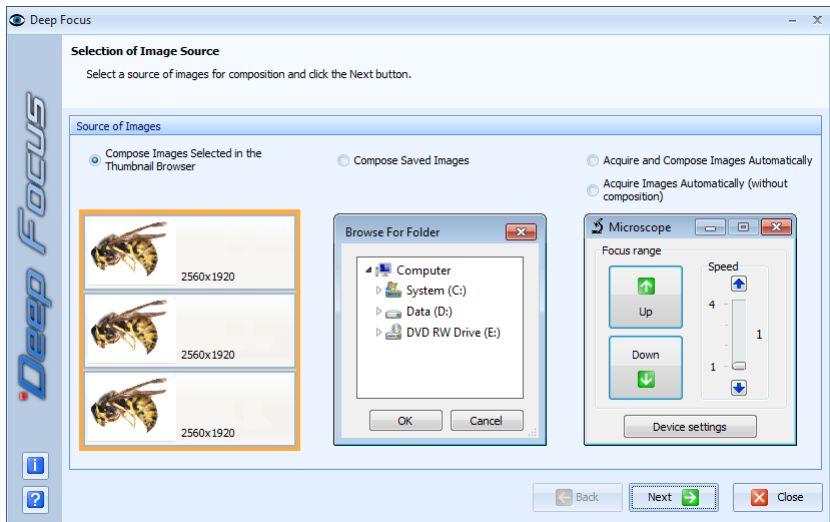 Deep Focus
Selection of Image Source
Select a source of images for composition and click the Next button.
Deep Focus
Source of Images
Compose Images Selected in the
Thumbnail Browser
Compose Saved Images
Acquire and Compose Images Automatically
Acquire Images Automatically (without
composition)
2560x1920
2560x1920
2560x1920
Browse For Folder
Computer
System (C:)
Data (D:)
DVD RW Drive (E:)
OK
Cancel
Microscope
Focus range
Up
Down
Speed
4
1
1
Device settings
Back
Next
Close